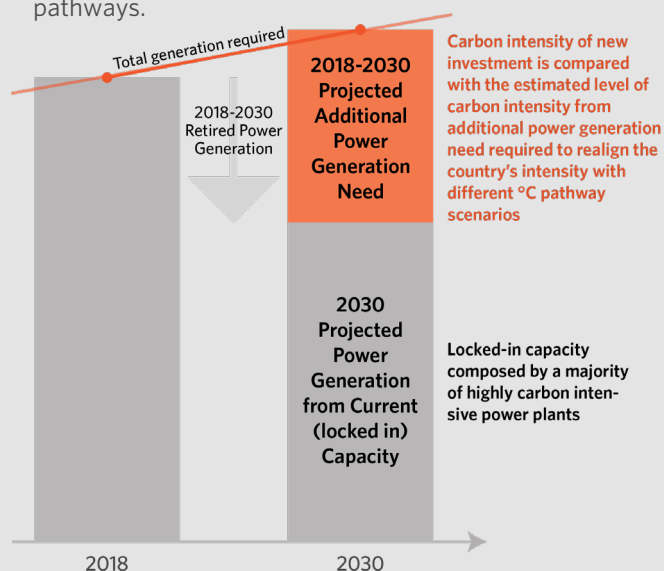 pathways.
Total generation required
2018-2030
Retired Power
Generation
2018-2030
Projected
Additional
Power
Generation
Need
Carbon intensity of new
investment is compared
with the estimated level of
carbon intensity from
additional power generation
need required to realign the
country's intensity with
different °C pathway
scenarios
2030
Projected
Power
Generation
from Current
(locked in)
Capacity
Locked-in capacity
composed by a majority
of highly carbon inten-
sive power plants
2018
2030